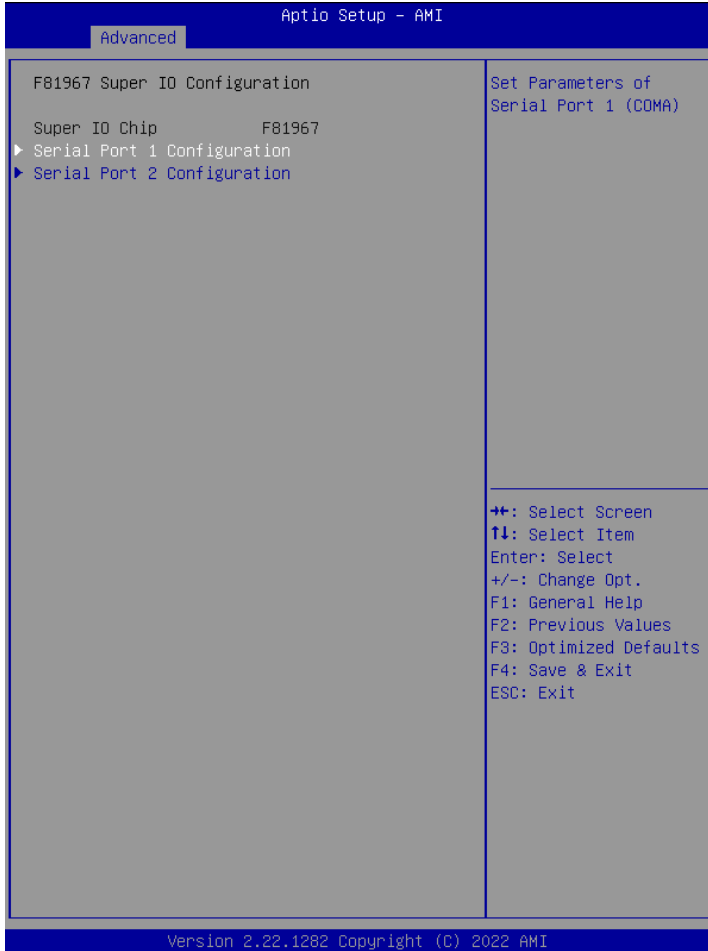 Aptio Setup – AMI
Advanced
F81967 Super IO Configuration
Super IO Chip F81967
▶ Serial Port 1 Configuration
▶ Serial Port 2 Configuration
Set Parameters of
Serial Port 1 (COMA)
→←: Select Screen
↑↓: Select Item
Enter: Select
+/-: Change Opt.
F1: General Help
F2: Previous Values
F3: Optimized Defaults
F4: Save & Exit
ESC: Exit
Version 2.22.1282 Copyright (C) 2022 AMI